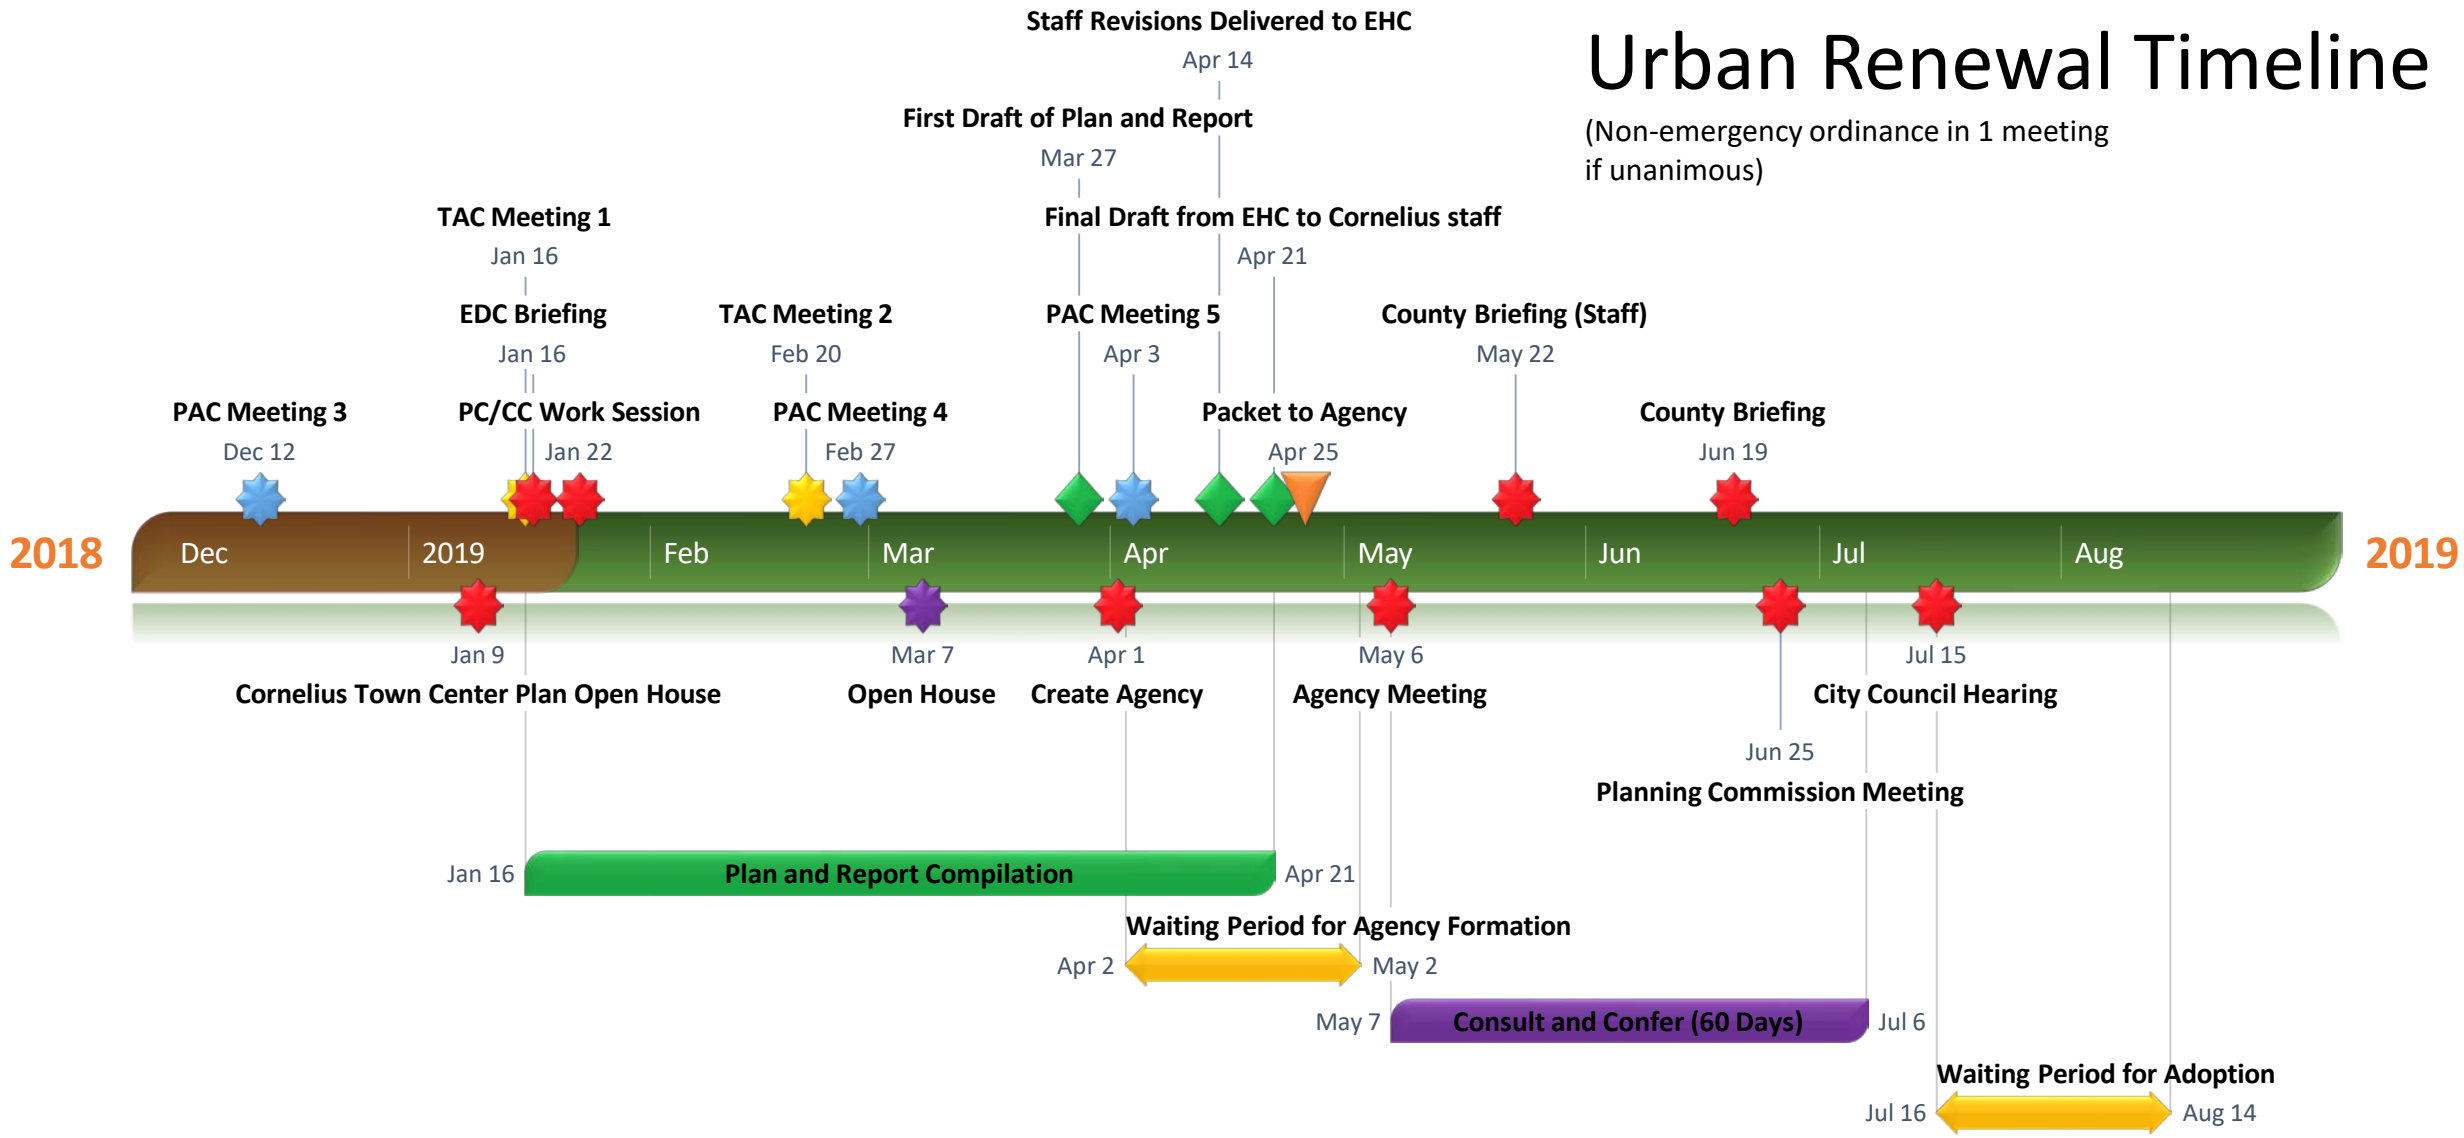 Urban Renewal Timeline
(Non-emergency ordinance in 1 meeting
if unanimous)
Staff Revisions Delivered to EHC
Apr 14
First Draft of Plan and Report
Mar 27
TAC Meeting 1
Jan 16
Final Draft from EHC to Cornelius staff
Apr 21
EDC Briefing
Jan 16
TAC Meeting 2
Feb 20
PAC Meeting 5
Apr 3
County Briefing (Staff)
May 22
PAC Meeting 3
Dec 12
PC/CC Work Session
Jan 22
PAC Meeting 4
Feb 27
Packet to Agency
Apr 25
County Briefing
Jun 19
2018
Dec
2019
Feb
Mar
Apr
May
Jun
Jul
Aug
2019
Jan 9
Cornelius Town Center Plan Open House
Mar 7
Open House
Apr 1
Create Agency
May 6
Agency Meeting
Jul 15
City Council Hearing
Jun 25
Planning Commission Meeting
Jan 16
Plan and Report Compilation
Apr 21
Waiting Period for Agency Formation
Apr 2
May 2
May 7
Consult and Confer (60 Days)
Jul 6
Waiting Period for Adoption
Jul 16
Aug 14